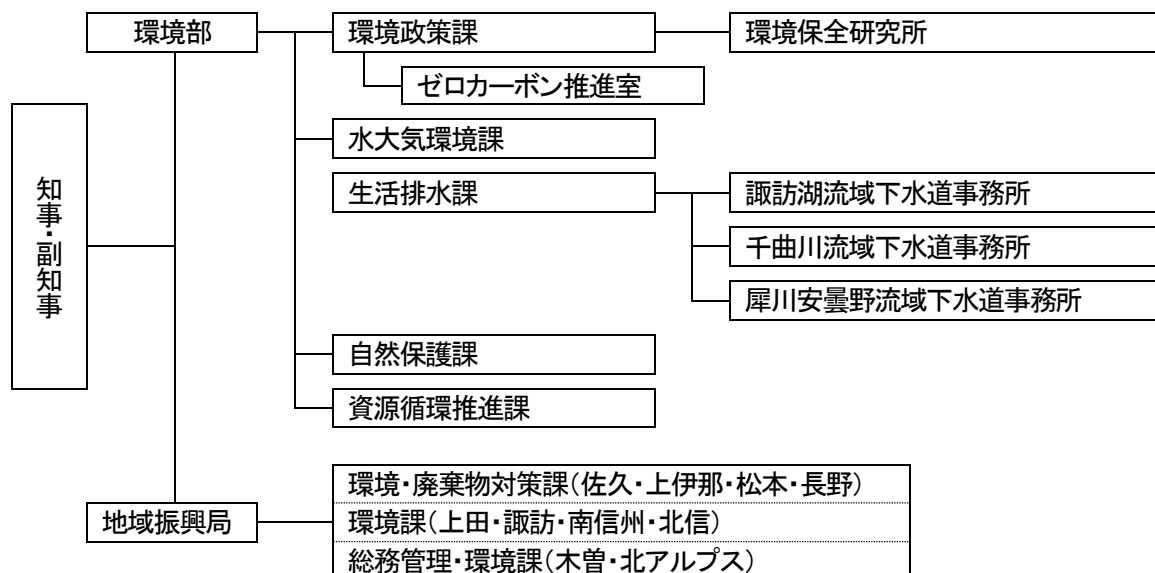 環境部
環境政策課
環境保全研究所
ゼロカーボン推進室
水大気環境課
生活排水課
諏訪湖流域下水道事務所
千曲川流域下水道事務所
犀川安曇野流域下水道事務所
知事・副知事
自然保護課
資源循環推進課
地域振興局
環境・廃棄物対策課(佐久・上伊那・松本・長野)
環境課(上田・諏訪・南信州・北信)
総務管理・環境課(木曽・北アルプス)